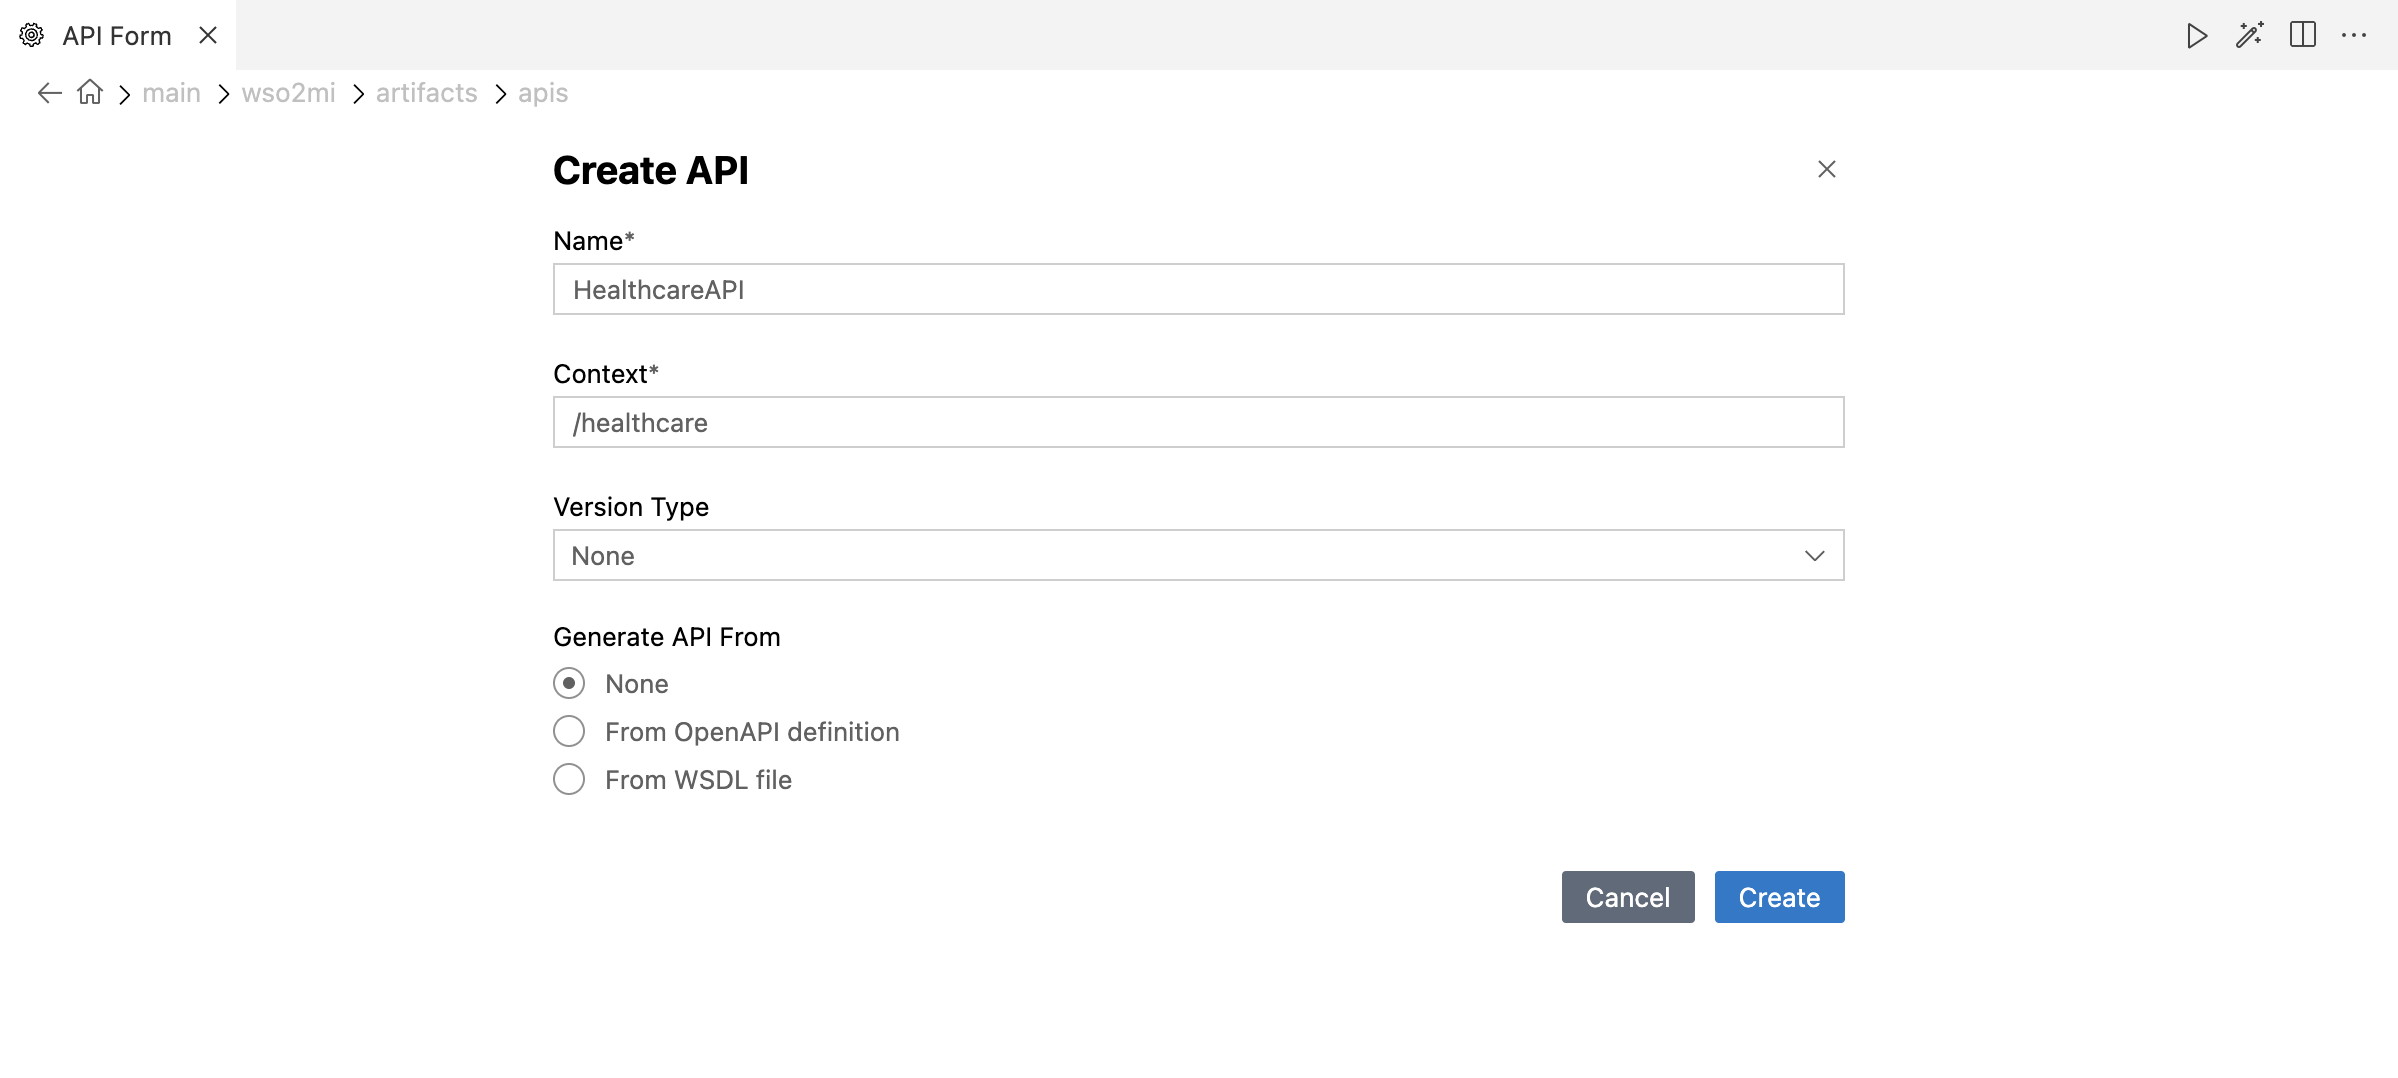 API Form
main wso2mi artifacts apis
Create API
Name*
HealthcareAPI
Context*
/healthcare
Version Type
None
Generate API From
None
From OpenAPI definition
From WSDL file
Cancel Create